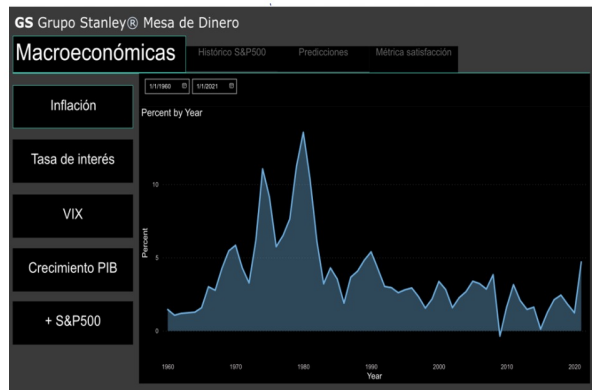 GS Grupo Stanley® Mesa de Dinero
Macroeconómicas
Histórico S&P500
Predicciones
Métrica satisfacción
Inflación
Tasa de interés
VIX
Crecimiento PIB
+ S&P500
1/1/1960
1/1/2021
Percent by Year
Percent
10
5
0
1960
1970
1980
1990
2000
2010
2020
Year